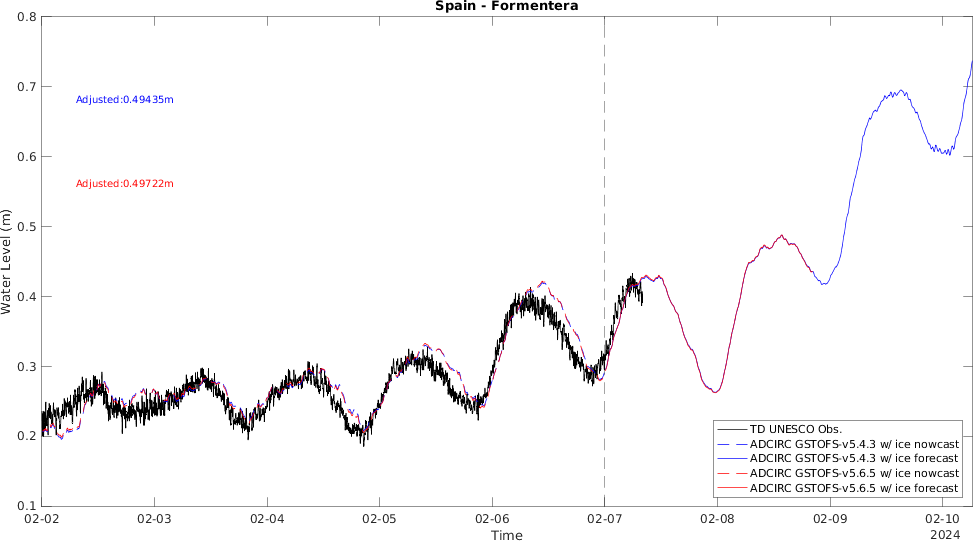 Spain - Formentera
0.8
0.7
0.6
0.5
0.4
0.3
0.2
0.1
Water Level (m)
Adjusted:0.49435m
Adjusted:0.49722m
TD UNESCO Obs.
ADCIRC GSTOFS-v5.4.3 w/ ice nowcast
ADCIRC GSTOFS-v5.4.3 w/ ice forecast
ADCIRC GSTOFS-v5.6.5 w/ ice nowcast
ADCIRC GSTOFS-v5.6.5 w/ ice forecast
02-02 02-03 02-04 02-05 02-06 02-07 02-08 02-09 02-10
2024
Time